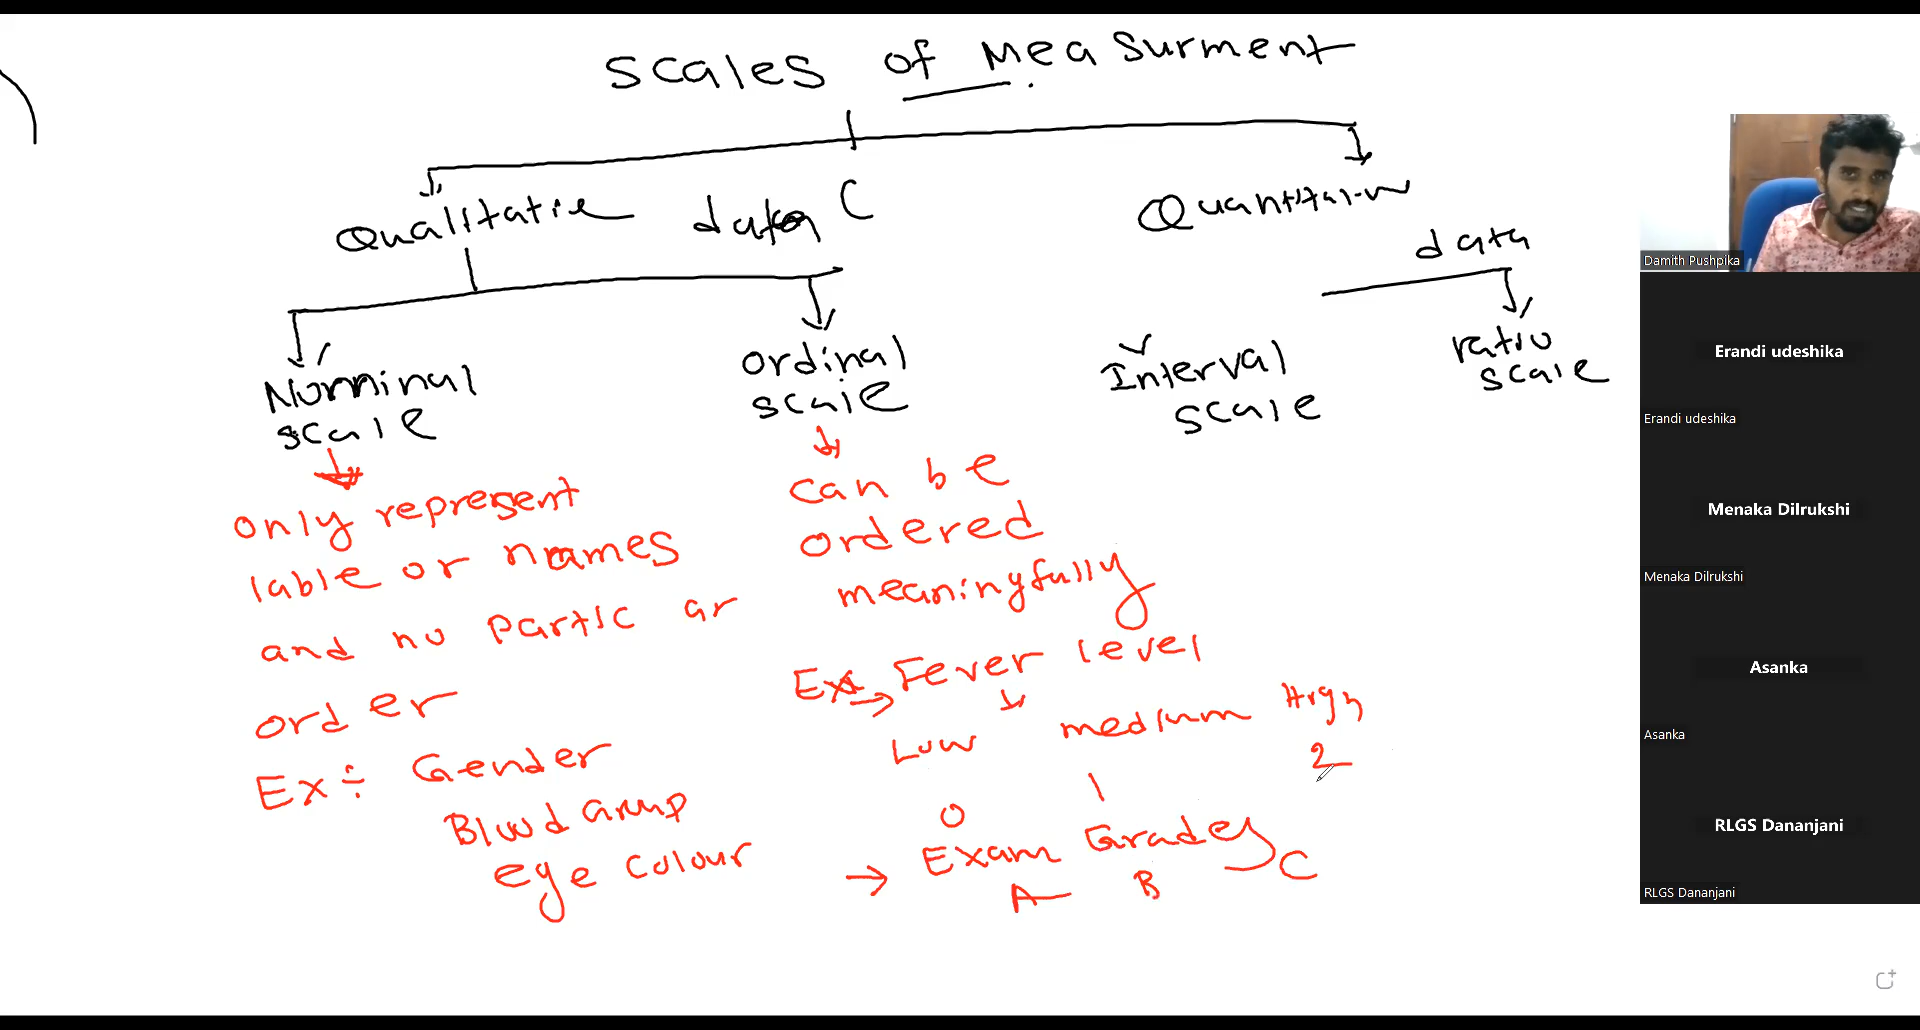 Scales of Measurment
Qualitatie data C
Quantitativ
data
Nominal
scale
Ordinal
scale
Interval
scale
ratio
scale
only represent
lable or names
and no partic ar
order
Ex ÷ Gender
Blood Group
eye colour
can be
ordered
meaningfully
Ex → Fever level
Low medium High
0 1 2
→ Exam Grades
A B C
Damith Pushpika
Erandi udeshika
Erandi udeshika
Menaka Dilrukshi
Menaka Dilrukshi
Asanka
Asanka
RLGS Dananjani
RLGS Dananjani